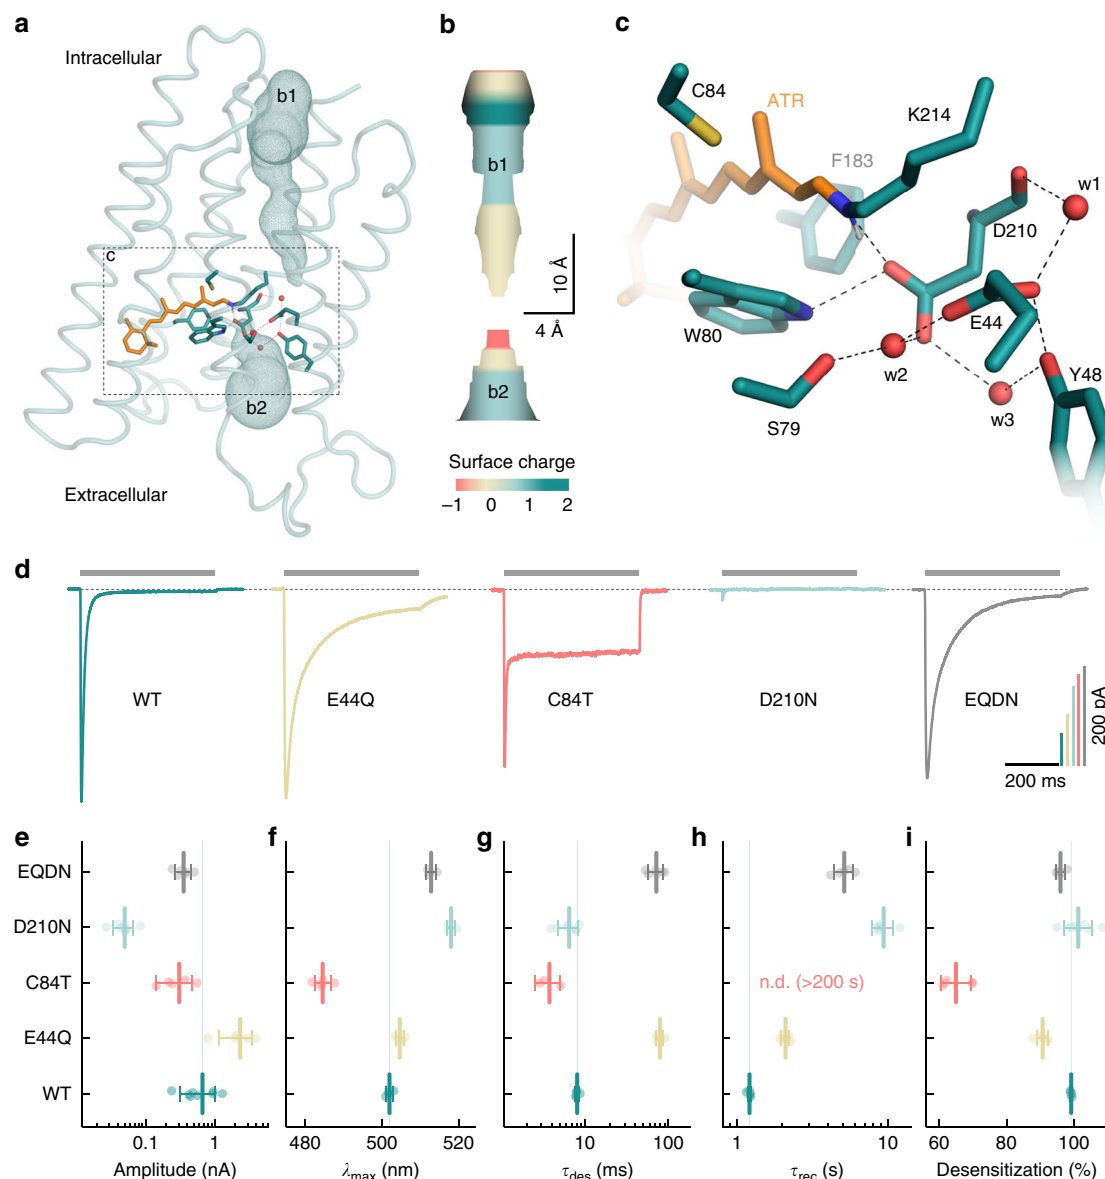 a
Intracellular
b1
c
b2
Extracellular
b
b1
10 Å
4 Å
b2
Surface charge
–1 0 1 2
c
C84
ATR
K214
F183
w1
D210
W80
E44
w2
Y48
S79
w3
d
WT
E44Q
C84T
D210N
EQDN
200 pA
200 ms
e
EQDN
D210N
C84T
E44Q
WT
0.1 1
Amplitude (nA)
f
480 500 520
λmax (nm)
g
10 100
τdes (ms)
h
n.d. (>200 s)
1 10
τrec (s)
i
60 80 100
Desensitization (%)